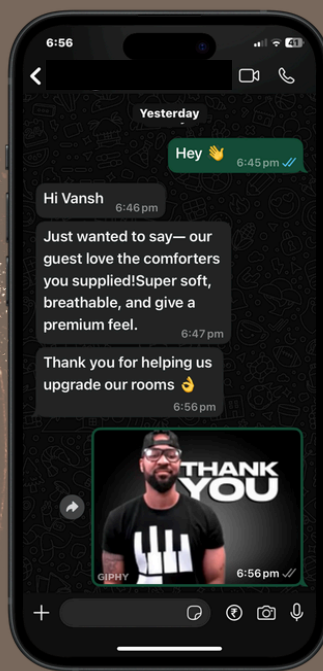 6:56
41
Yesterday
Hey 👋 6:45 pm
Hi Vansh 6:46 pm
Just wanted to say— our
guest love the comforters
you supplied!Super soft,
breathable, and give a
premium feel. 6:47 pm
Thank you for helping us
upgrade our rooms 👌
6:56 pm
THANK
YOU
GIPHY 6:56 pm
₹